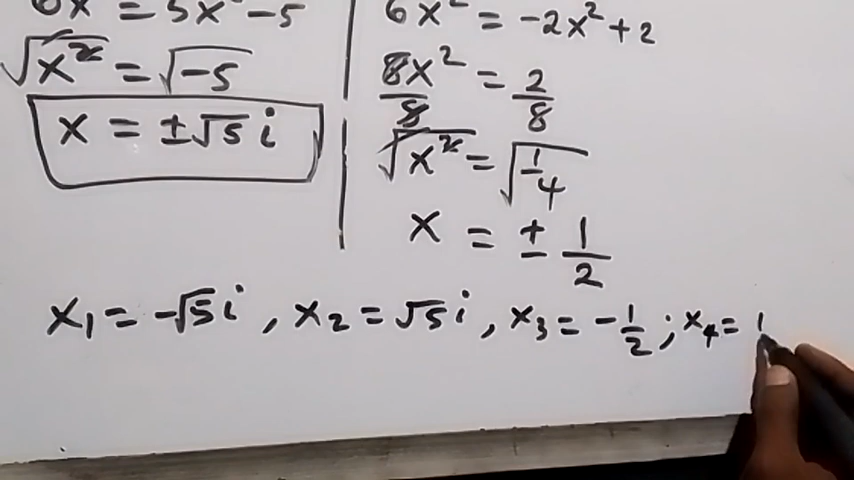 6x² = 5x² - 5
√x² = √-5
x = ±√5 i
6x² = -2x² + 2
8x²/8 = 2/8
√x² = √1/4
x = ± 1/2
x₁ = -√5 i , x₂ = √5 i , x₃ = -1/2 ; x₄ = 1